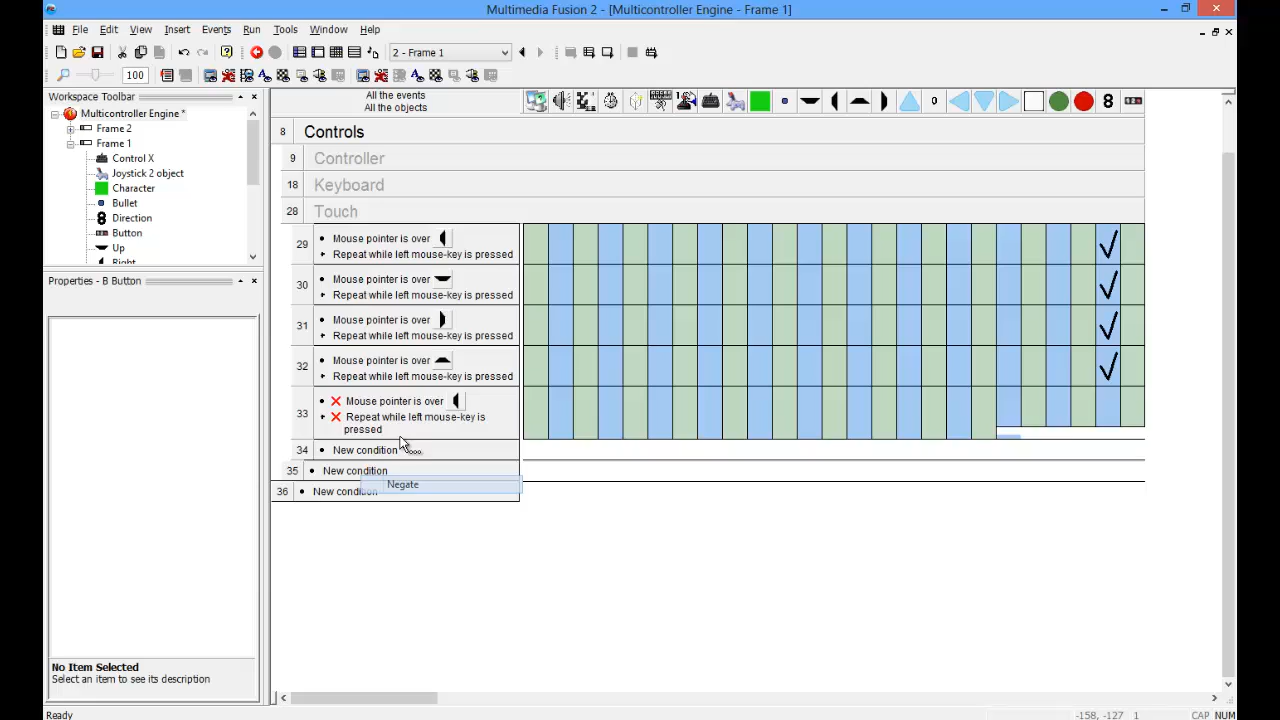 Multimedia Fusion 2 - [Multicontroller Engine - Frame 1]
File Edit View Insert Events Run Tools Window Help
2 - Frame 1
100
Workspace Toolbar
Multicontroller Engine *
Frame 2
Frame 1
Control X
Joystick 2 object
Character
Bullet
Direction
Button
Up
Right
Properties - B Button
No Item Selected
Select an item to see its description
All the events
All the objects
0
8
8 Controls
9 Controller
18 Keyboard
28 Touch
29 Mouse pointer is over
Repeat while left mouse-key is pressed
30 Mouse pointer is over
Repeat while left mouse-key is pressed
31 Mouse pointer is over
Repeat while left mouse-key is pressed
32 Mouse pointer is over
Repeat while left mouse-key is pressed
33 Mouse pointer is over
Repeat while left mouse-key is
pressed
34 New condition
35 New condition
Negate
36 New condition
Ready
-158, -127 1 CAP NUM